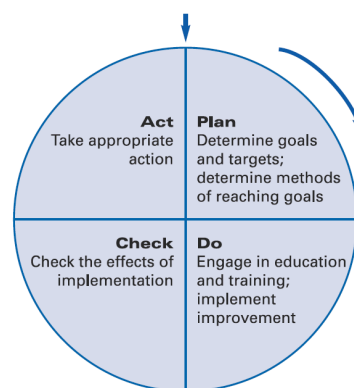 Act
Take appropriate
action
Plan
Determine goals
and targets;
determine methods
of reaching goals
Check
Check the effects of
implementation
Do
Engage in education
and training;
implement
improvement